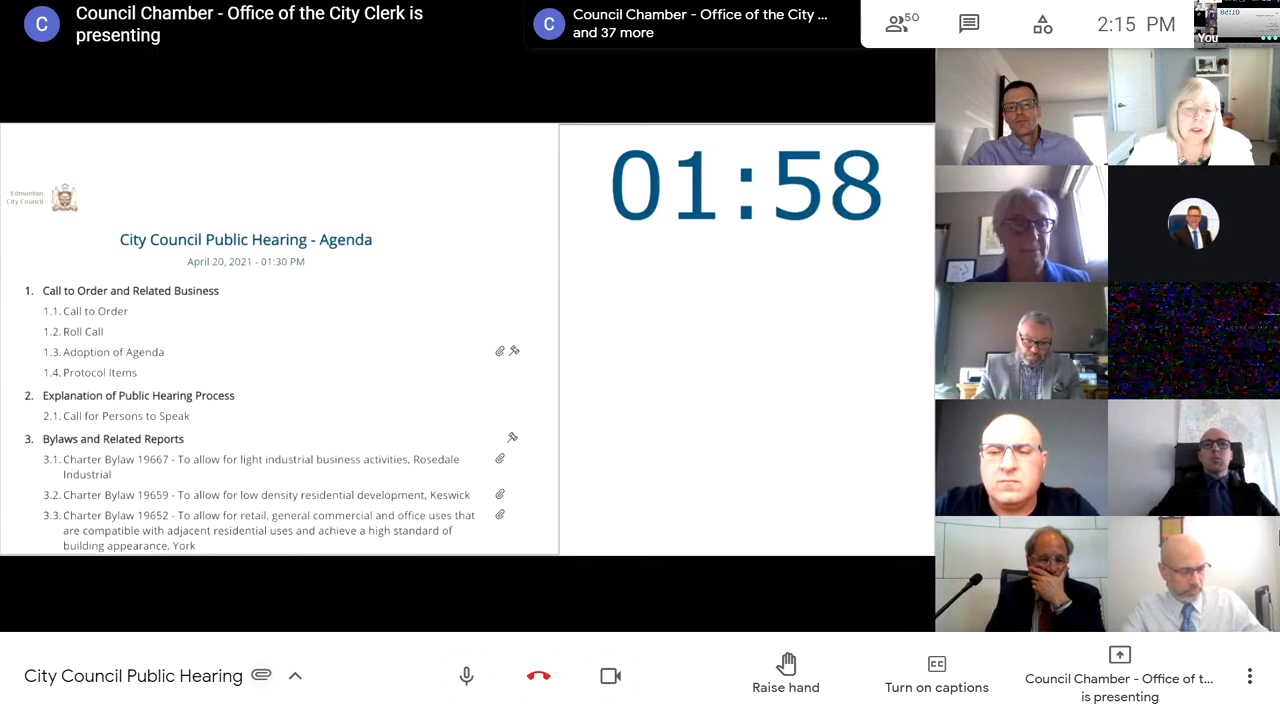 Council Chamber - Office of the City Clerk is
presenting
C
C
Council Chamber - Office of the City ...
and 37 more
50
2:15 PM
You
Edmonton
City Council
City Council Public Hearing - Agenda
April 20, 2021 - 01:30 PM
1. Call to Order and Related Business
1.1. Call to Order
1.2. Roll Call
1.3. Adoption of Agenda
1.4. Protocol Items
2. Explanation of Public Hearing Process
2.1. Call for Persons to Speak
3. Bylaws and Related Reports
3.1. Charter Bylaw 19667 - To allow for light industrial business activities, Rosedale
Industrial
3.2. Charter Bylaw 19659 - To allow for low density residential development, Keswick
3.3. Charter Bylaw 19652 - To allow for retail, general commercial and office uses that
are compatible with adjacent residential uses and achieve a high standard of
building appearance, York
01:58
City Council Public Hearing
Raise hand
CC
Turn on captions
Council Chamber - Office of t...
is presenting